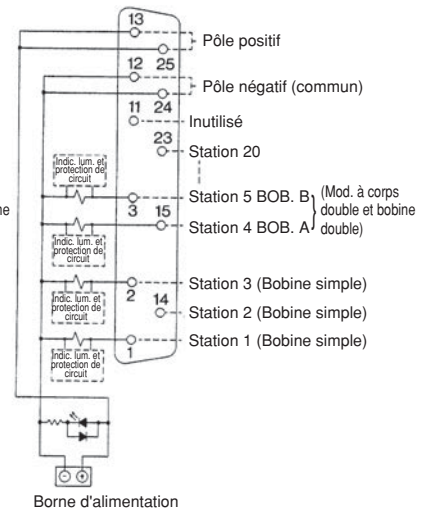 13
Pôle positif
12 25
Pôle négatif (commun)
24
11
Inutilisé
23
Station 20
Indic. lum. et
protection de
circuit
Station 5 BOB. B
(Mod. à corps
double et bobine
double)
3 15
Station 4 BOB. A
ne
Indic. lum. et
protection de
circuit
Station 3 (Bobine simple)
2
14
Indic. lum. et
protection de
circuit
Station 2 (Bobine simple)
Station 1 (Bobine simple)
1
Indic. lum. et
protection de
circuit
- +
Borne d'alimentation